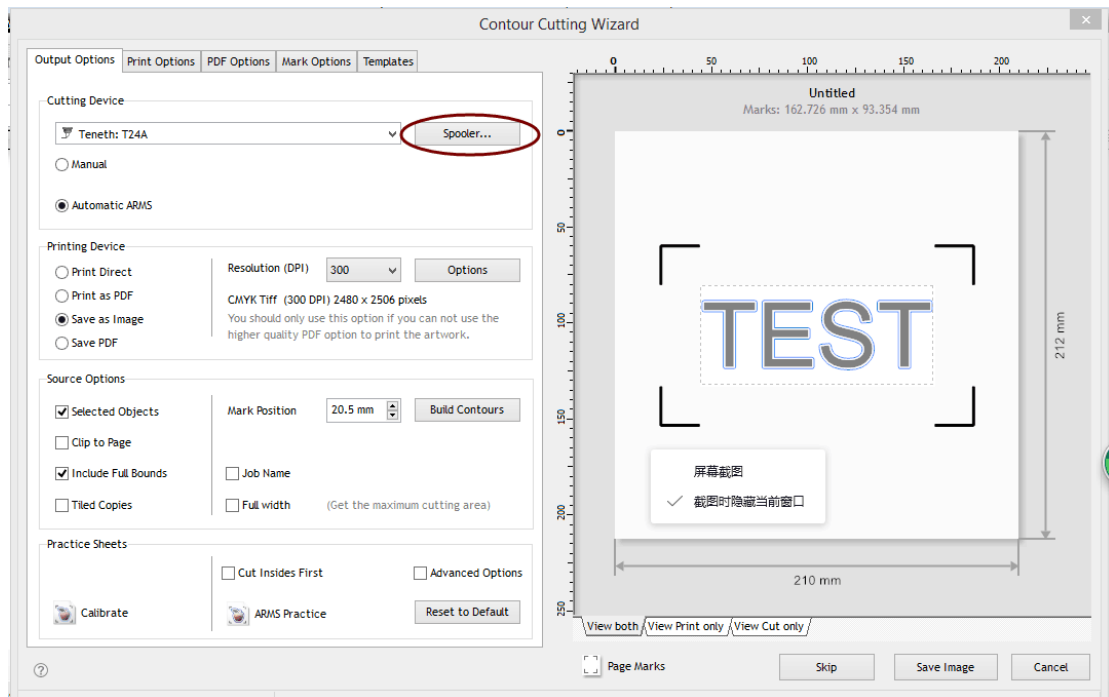 Contour Cutting Wizard
Output Options Print Options PDF Options Mark Options Templates
Cutting Device
Teneth: T24A
Spooler...
Manual
Automatic ARMS
Printing Device
Print Direct
Print as PDF
Save as Image
Save PDF
Resolution (DPI) 300 Options
CMYK Tiff (300 DPI) 2480 x 2506 pixels
You should only use this option if you can not use the
higher quality PDF option to print the artwork.
Source Options
Selected Objects
Mark Position 20.5 mm Build Contours
Clip to Page
Include Full Bounds
Job Name
Tiled Copies
Full width (Get the maximum cutting area)
Practice Sheets
Cut Insides First
Advanced Options
Calibrate
ARMS Practice
Reset to Default
0 50 100 150 200
Untitled
Marks: 162.726 mm x 93.354 mm
0
50
100
150
200
250
TEST
212 mm
屏幕截图
截图时隐藏当前窗口
210 mm
View both View Print only View Cut only
Page Marks
Skip
Save Image
Cancel